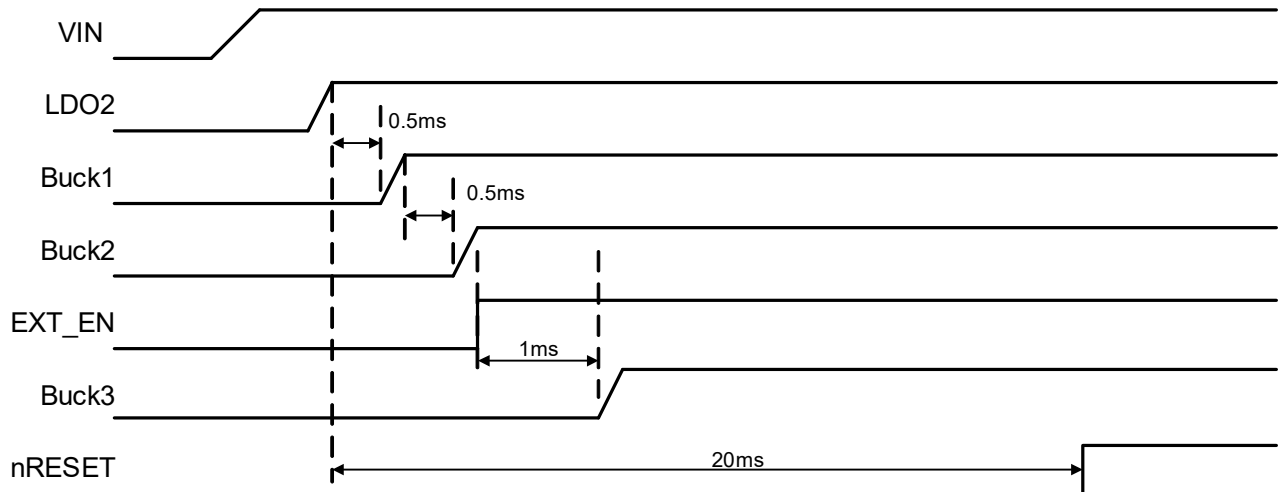 VIN
LDO2
0.5ms
Buck1
0.5ms
Buck2
EXT_EN
1ms
Buck3
20ms
nRESET